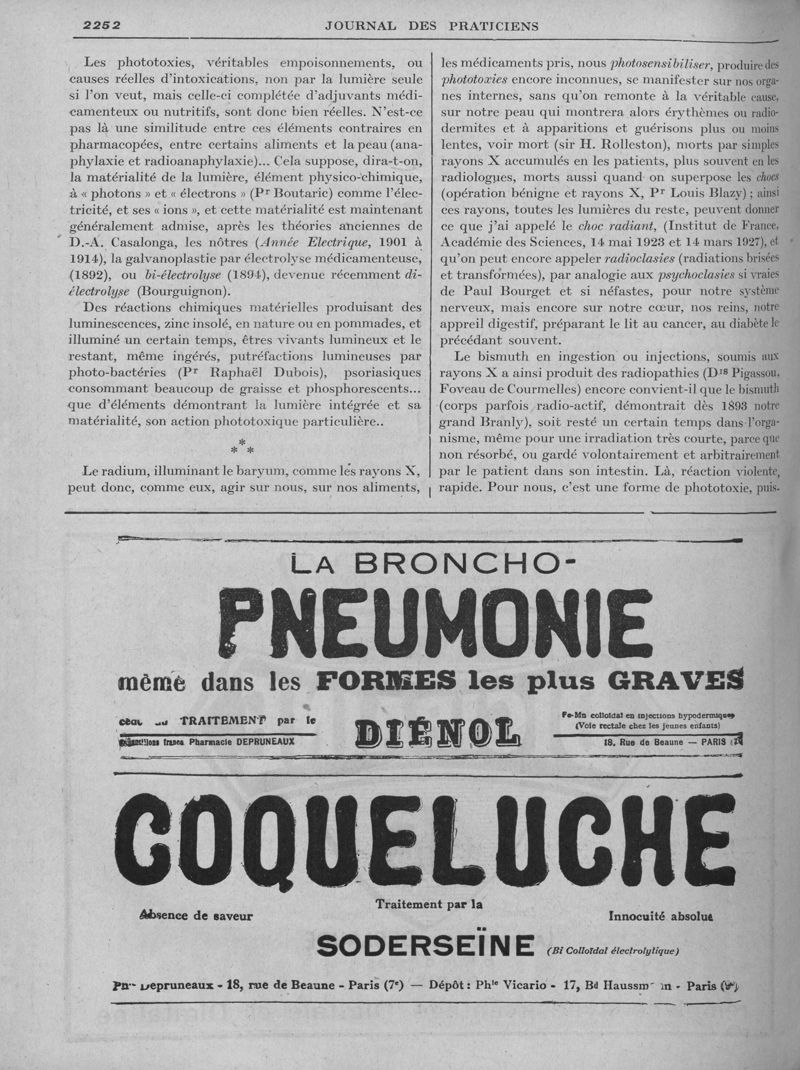 2252
JOURNAL DES PRATICIENS
Les phototoxies, véritables empoisonnements, ou
causes réelles d'intoxications, non par la lumière seule
si l'on veut, mais celle-ci complétée d'adjuvants médi-
camenteux ou nutritifs, sont donc bien réelles. N'est-ce
pas là une similitude entre ces éléments contraires en
pharmacopées, entre certains aliments et la peau (ana-
phylaxie et radioanaphylaxie)... Cela suppose, dira-t-on,
la matérialité de la lumière, élément physico-chimique,
à « photons » et « électrons » (Pr Boutaric) comme l'élec-
tricité, et ses « ions », et cette matérialité est maintenant
généralement admise, après les théories anciennes de
D.-A. Casalonga, les nôtres (Année Electrique, 1901 à
1914), la galvanoplastie par électrolyse médicamenteuse,
(1892), ou bi-électrolyse (1894), devenue récemment di-
électrolyse (Bourguignon).
Des réactions chimiques matérielles produisant des
luminescences, zinc insolé, en nature ou en pommades, et
illuminé un certain temps, êtres vivants lumineux et le
restant, même ingérés, putréfactions lumineuses par
photo-bactéries (Pr Raphaël Dubois), psoriasiques
consommant beaucoup de graisse et phosphorescents...
que d'éléments démontrant la lumière intégrée et sa
matérialité, son action phototoxique particulière..
*
* *
Le radium, illuminant le baryum, comme les rayons X,
peut donc, comme eux, agir sur nous, sur nos aliments,
les médicaments pris, nous photosensibiliser, produire des
phototoxies encore inconnues, se manifester sur nos orga-
nes internes, sans qu'on remonte à la véritable cause,
sur notre peau qui montrera alors érythèmes ou radio-
dermites et à apparitions et guérisons plus ou moins
lentes, voir mort (sir H. Rolleston), morts par simples
rayons X accumulés en les patients, plus souvent en les
radiologues, morts aussi quand on superpose les chocs
(opération bénigne et rayons X, Pr Louis Blazy) ; ainsi
ces rayons, toutes les lumières du reste, peuvent donner
ce que j'ai appelé le choc radiant, (Institut de France,
Académie des Sciences, 14 mai 1923 et 14 mars 1927), et
qu'on peut encore appeler radioclasies (radiations brisées
et transformées), par analogie aux psychoclasies si vraies
de Paul Bourget et si néfastes, pour notre système
nerveux, mais encore sur notre cœur, nos reins, notre
appreil digestif, préparant le lit au cancer, au diabète le
précédant souvent.
Le bismuth en ingestion ou injections, soumis aux
rayons X a ainsi produit des radiopathies (Drs Pigassou,
Foveau de Courmelles) encore convient-il que le bismuth
(corps parfois radio-actif, démontrait dès 1893 notre
grand Branly), soit resté un certain temps dans l'orga-
nisme, même pour une irradiation très courte, parce que
non résorbé, ou gardé volontairement et arbitrairement
par le patient dans son intestin. Là, réaction violente,
rapide. Pour nous, c'est une forme de phototoxie, puis-
LA BRONCHO-
PNEUMONIE
même dans les FORMES les plus GRAVES
TRAITEMENT par le
DIÉNOL
Fe-Mn colloïdal en injections hypodermiques
(Voie rectale chez les jeunes enfants)
franco Pharmacie DEPRUNEAUX
18, Rue de Beaune — PARIS
COQUELUCHE
Traitement par la
Absence de saveur
Innocuité absolue
SODERSEÏNE (Bi Colloïdal électrolytique)
Depruneaux - 18, rue de Beaune - Paris (7e) — Dépôt : Phie Vicario - 17, Bd - Paris